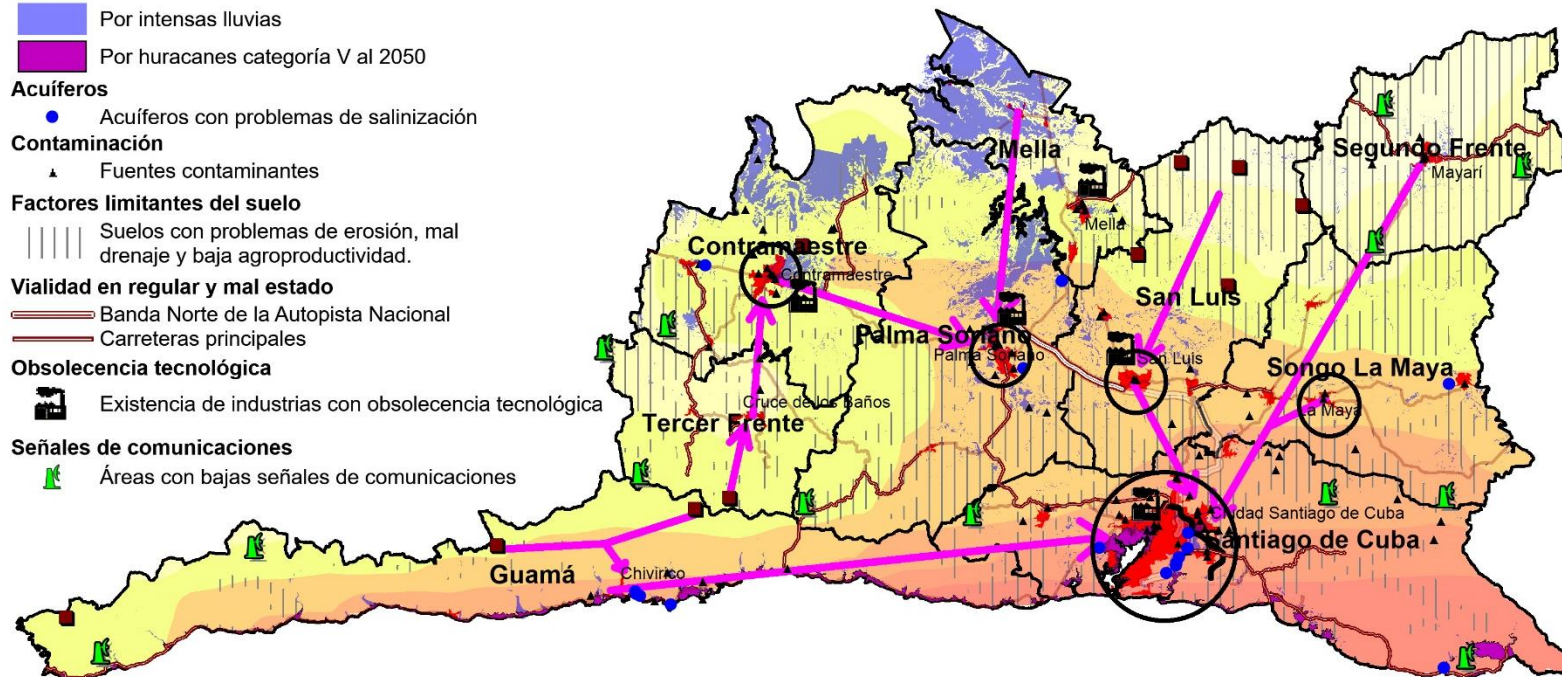 Por intensas lluvias
Por huracanes categoría V al 2050
Acuíferos
Acuíferos con problemas de salinización
Contaminación
Fuentes contaminantes
Factores limitantes del suelo
Suelos con problemas de erosión, mal
drenaje y baja agroproductividad.
Vialidad en regular y mal estado
Banda Norte de la Autopista Nacional
Carreteras principales
Obsolecencia tecnológica
Existencia de industrias con obsolecencia tecnológica
Señales de comunicaciones
Áreas con bajas señales de comunicaciones
Mella
Mella
Segundo Frente
Mayarí
Contramaestre
Contramaestre
San Luis
San Luis
Palma Soriano
Palma Soriano
Songo La Maya
La Maya
Cruce de los Baños
Tercer Frente
Ciudad Santiago de Cuba
Santiago de Cuba
Guamá
Chivirico